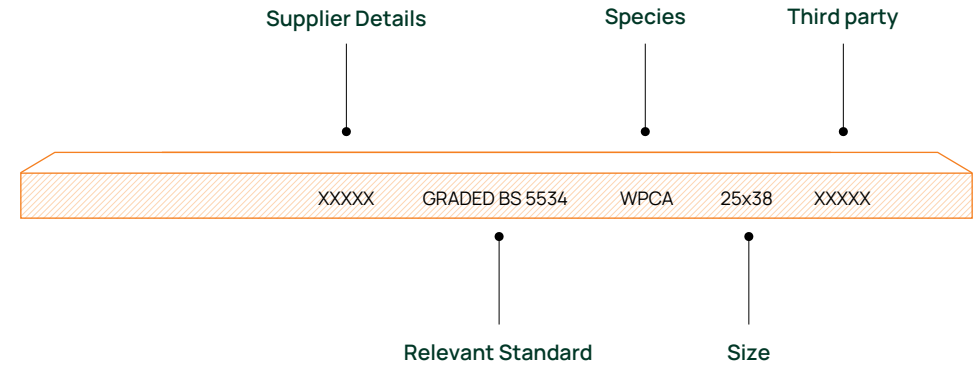 Supplier Details
Species
Third party
XXXXX GRADED BS 5534 WPCA 25x38 XXXXX
Relevant Standard
Size